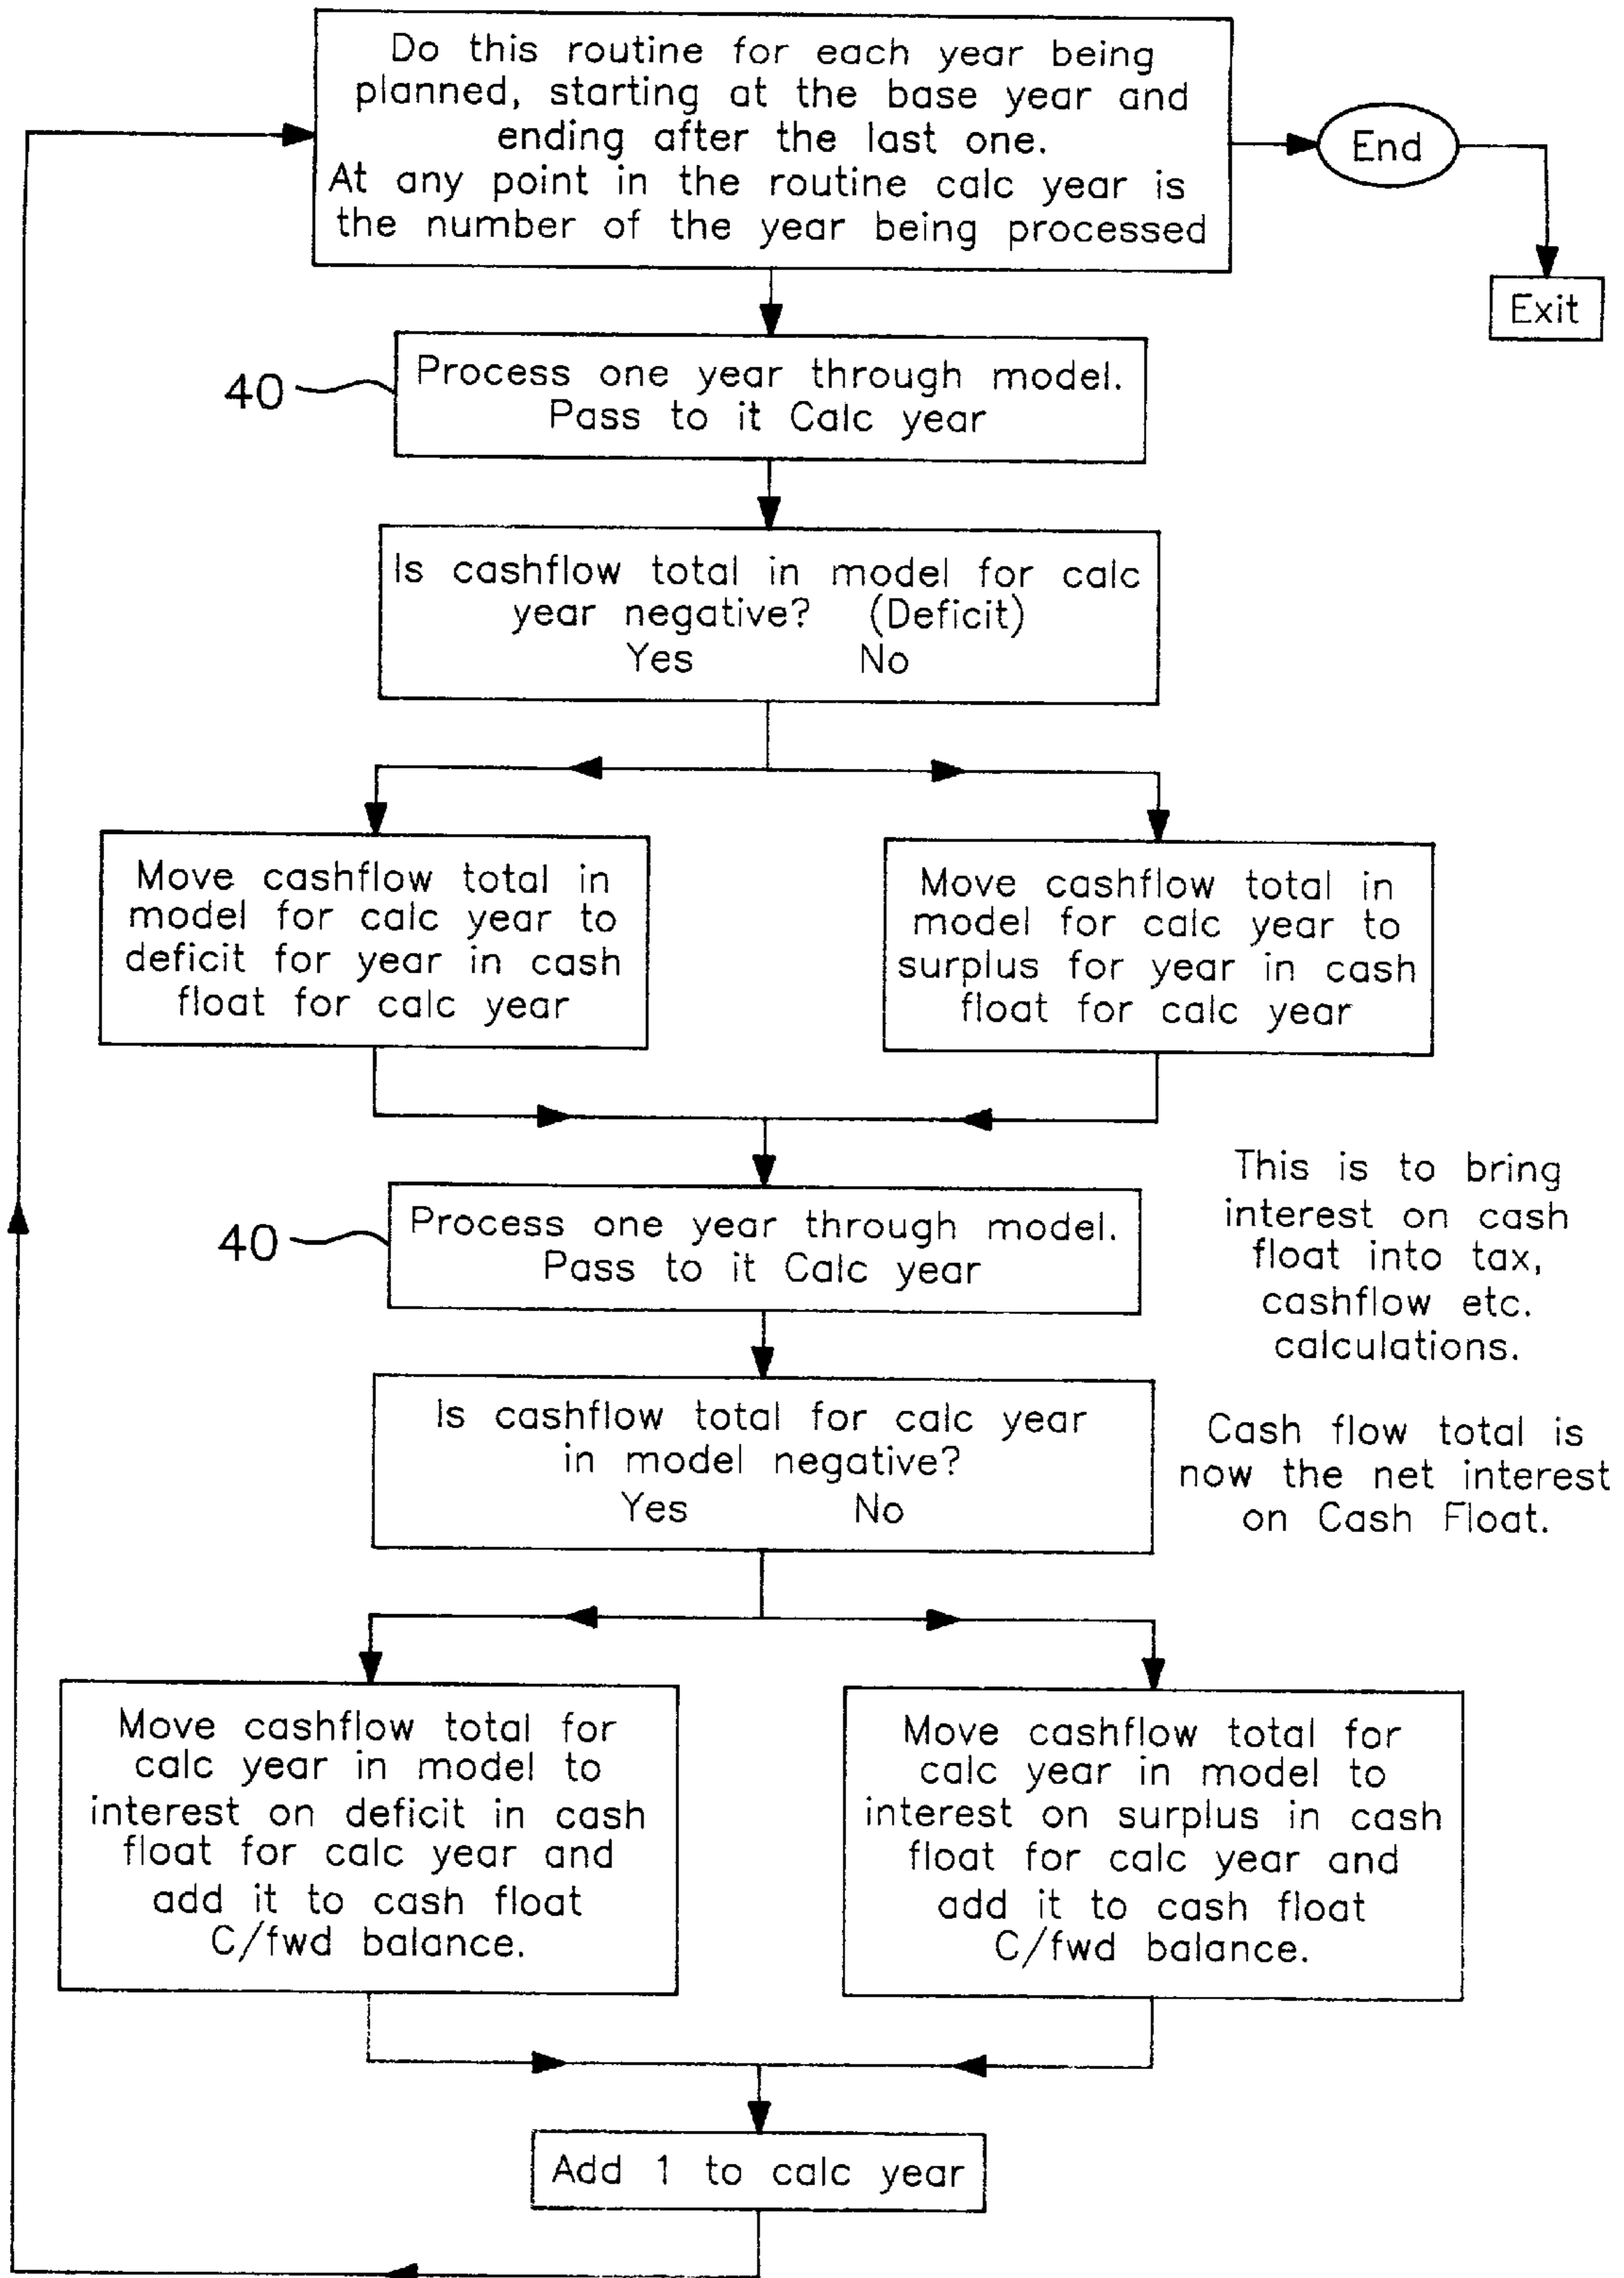 Do this routine for each year being
planned, starting at the base year and
ending after the last one.
At any point in the routine calc year is
the number of the year being processed
End
Exit
40
Process one year through model.
Pass to it Calc year
Is cashflow total in model for calc
year negative? (Deficit)
Yes No
Move cashflow total in
model for calc year to
deficit for year in cash
float for calc year
Move cashflow total in
model for calc year to
surplus for year in cash
float for calc year
40
Process one year through model.
Pass to it Calc year
This is to bring
interest on cash
float into tax,
cashflow etc.
calculations.
Is cashflow total for calc year
in model negative?
Yes No
Cash flow total is
now the net interest
on Cash Float.
Move cashflow total for
calc year in model to
interest on deficit in cash
float for calc year and
add it to cash float
C/fwd balance.
Move cashflow total for
calc year in model to
interest on surplus in cash
float for calc year and
add it to cash float
C/fwd balance.
Add 1 to calc year